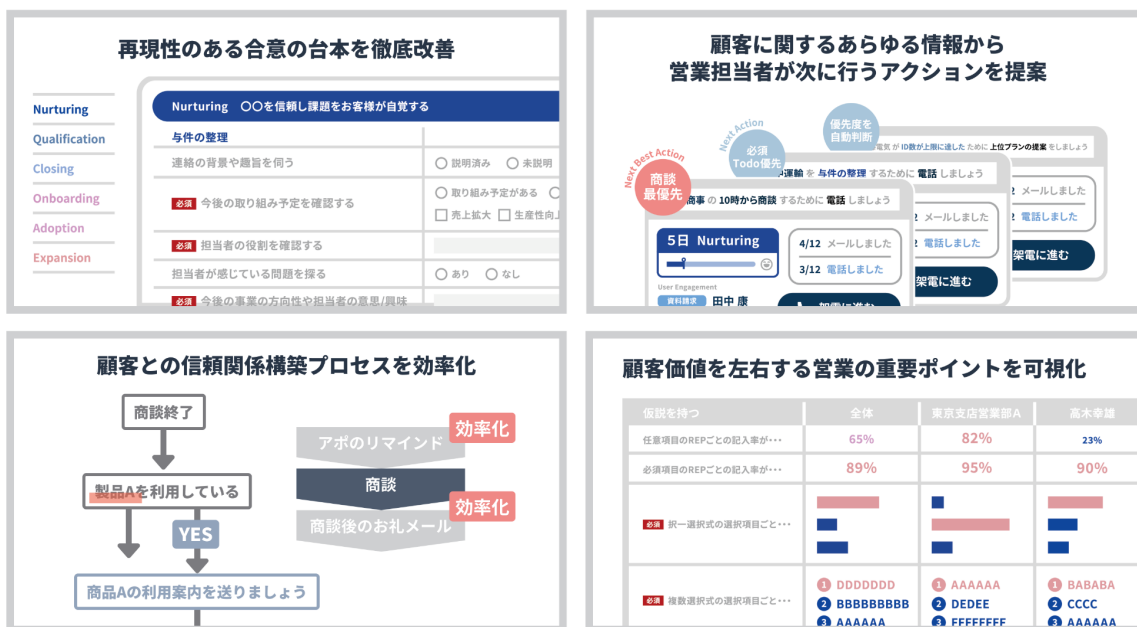 再現性のある合意の台本を徹底改善
Nurturing
Qualification
Closing
Onboarding
Adoption
Expansion
Nurturing 〇〇を信頼し課題をお客様が自覚する
与件の整理
連絡の背景や趣旨を伺う
説明済み 未説明
必須 今後の取り組み予定を確認する
取り組み予定がある
売上拡大 生産性向上
必須 担当者の役割を確認する
担当者が感じている問題を探る
あり なし
必須 今後の事業の方向性や担当者の意思/興味
顧客に関するあらゆる情報から
営業担当者が次に行うアクションを提案
優先度を
自動判断
電気 が ID数が上限に達した ために 上位プランの提案 をしましょう
Next Action
必須
Todo優先
運輸 を 与件の整理 するために 電話 しましょう
Next Best Action
商談
最優先
商事 の 10時から商談 するために 電話 しましょう
5日 Nurturing
4/12 メールしました
3/12 電話しました
User Engagement
資料請求 田中 康
架電に進む
2 メールしました
2 電話しました
架電に進む
2 メールしました
2 電話しました
架電に進む
顧客との信頼関係構築プロセスを効率化
商談終了
製品Aを利用している
YES
商品Aの利用案内を送りましょう
効率化
アポのリマインド
商談
効率化
商談後のお礼メール
顧客価値を左右する営業の重要ポイントを可視化
仮説を持つ 全体 東京支店営業部A 高木幸雄
任意項目のREPごとの記入率が・・・ 65% 82% 23%
必須項目のREPごとの記入率が・・・ 89% 95% 90%
必須 択一選択式の選択項目ごと・・・
必須 複数選択式の選択項目ごと・・・
1 DDDDDDD
2 BBBBBBBBB
3 AAAAAA
1 AAAAAA
2 DEDEE
3 FFFFFFFF
1 BABABA
2 CCCC
3 AAAAAA